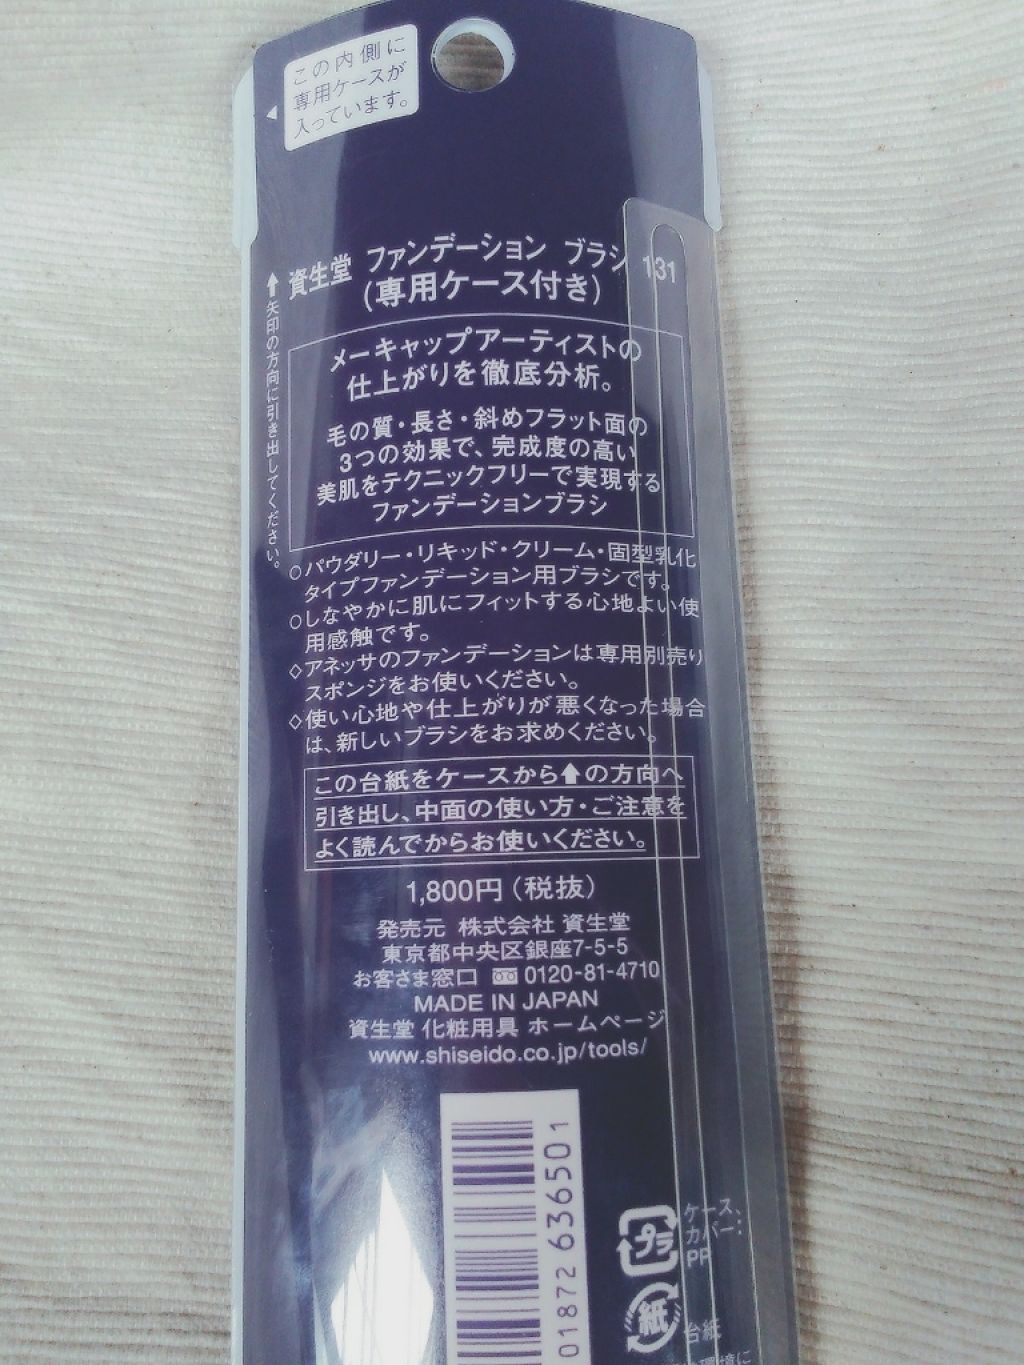 この内側に
専用ケースが
入っています。
資生堂 ファンデーション ブラシ 131
(専用ケース付き)
↑矢印の方向に引き出してください。
メーキャップアーティストの
仕上がりを徹底分析。
毛の質・長さ・斜めフラット面の
3つの効果で、完成度の高い
美肌をテクニックフリーで実現する
ファンデーションブラシ
○パウダリー・リキッド・クリーム・固型乳化
タイプファンデーション用ブラシです。
○しなやかに肌にフィットする心地よい使
用感触です。
◇アネッサのファンデーションは専用別売り
スポンジをお使いください。
◇使い心地や仕上がりが悪くなった場合
は、新しいブラシをお求めください。
この台紙をケースから↑の方向へ
引き出し、中面の使い方・ご注意を
よく読んでからお使いください。
1,800円(税抜)
発売元 株式会社 資生堂
東京都中央区銀座7-5-5
お客さま窓口 0120-81-4710
MADE IN JAPAN
資生堂 化粧用具 ホームページ
www.shiseido.co.jp/tools/
01872 636501
プラ
ケース、
カバー:
PP
紙
台紙